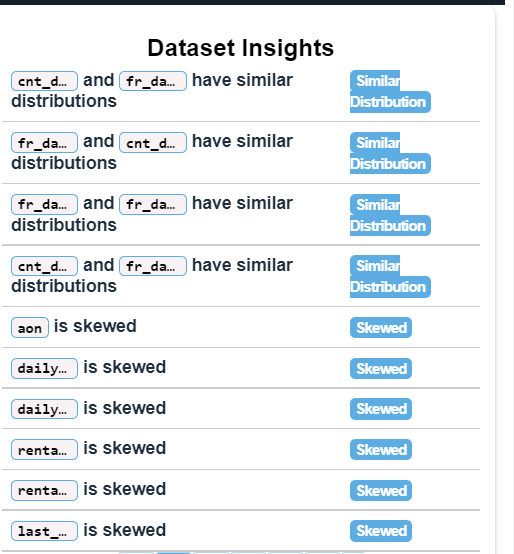 Dataset Insights
cnt_d… and fr_da… have similar Similar
distributions Distribution
fr_da… and cnt_d… have similar Similar
distributions Distribution
fr_da… and fr_da… have similar Similar
distributions Distribution
cnt_d… and fr_da… have similar Similar
distributions Distribution
aon is skewed Skewed
daily… is skewed Skewed
daily… is skewed Skewed
renta… is skewed Skewed
renta… is skewed Skewed
last_… is skewed Skewed